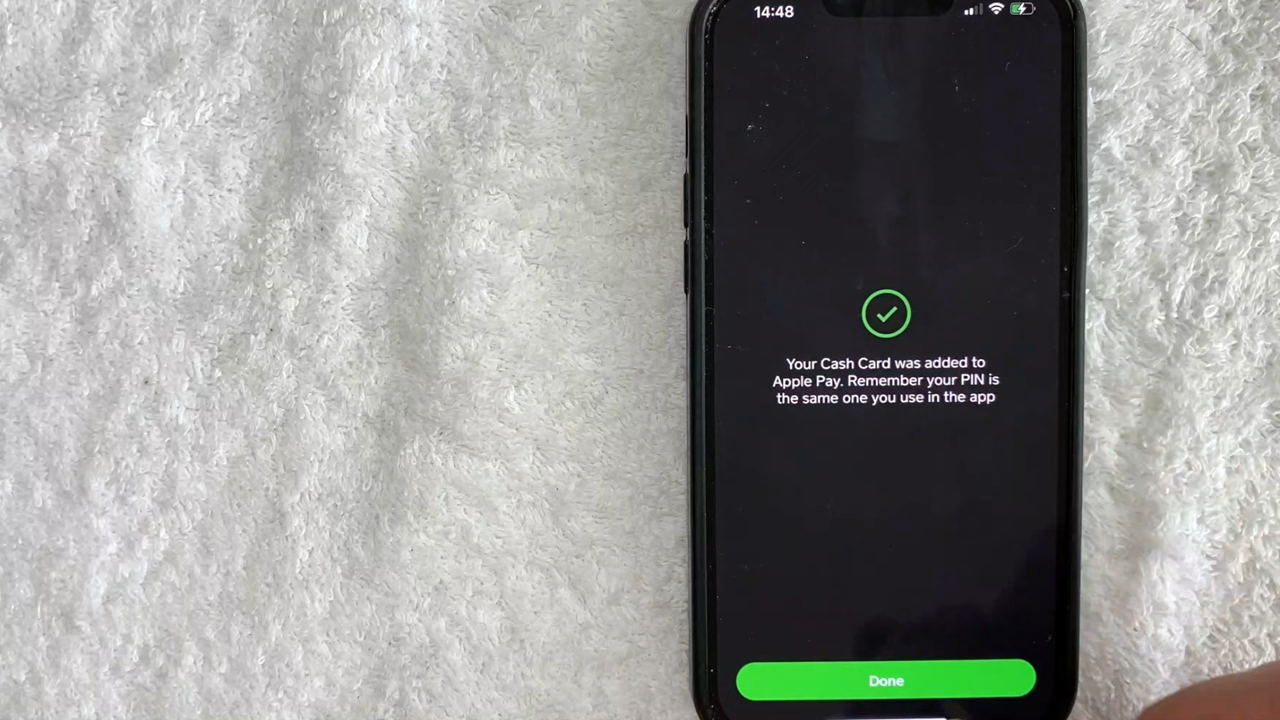 14:48
Your Cash Card was added to
Apple Pay. Remember your PIN is
the same one you use in the app
Done